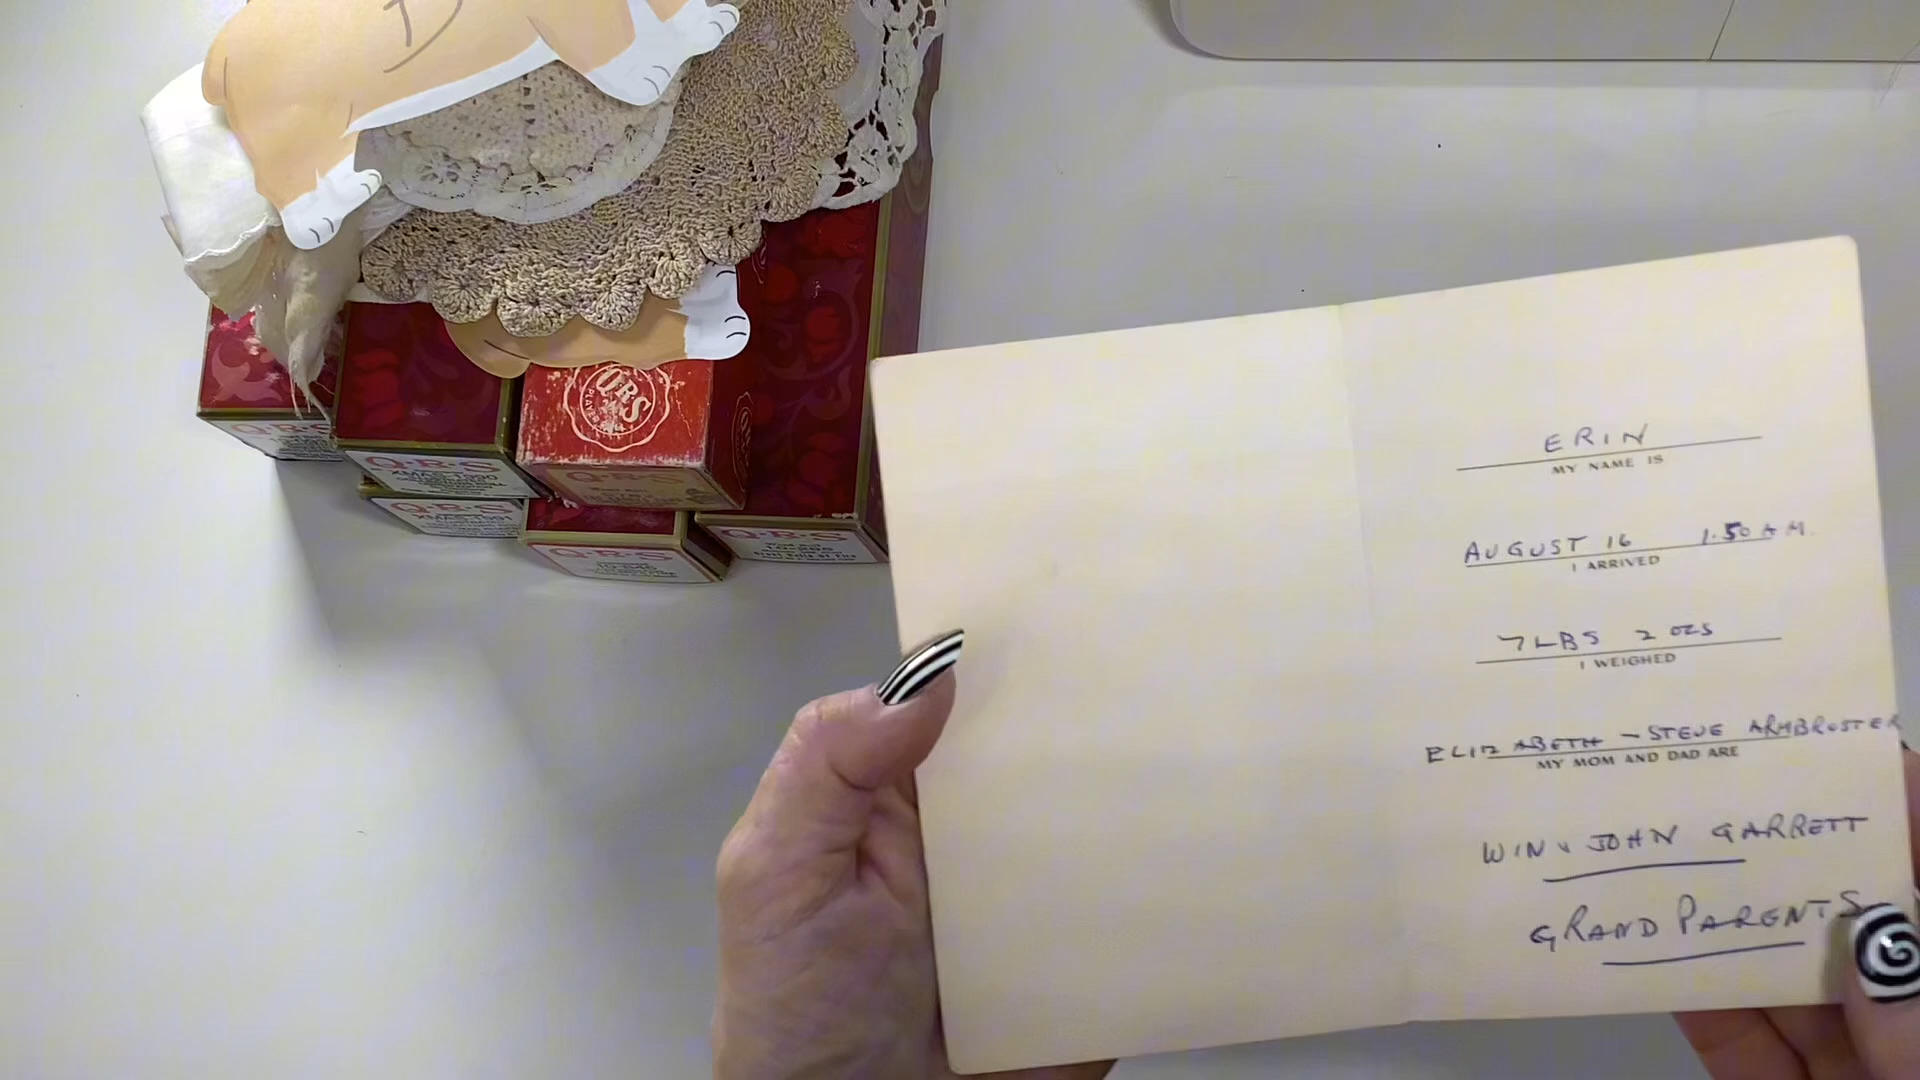 QRS
PLAYER
Q·R·S
Q·R·S
Q·R·S
Q·R·S
Q·R·S
Q·R·S
ERIN
MY NAME IS
AUGUST 16 1.50 A.M.
I ARRIVED
7 LBS 2 OZS
I WEIGHED
ELIZABETH - STEVE ARMBRUSTER
MY MOM AND DAD ARE
WIN & JOHN GARRETT
GRAND PARENTS